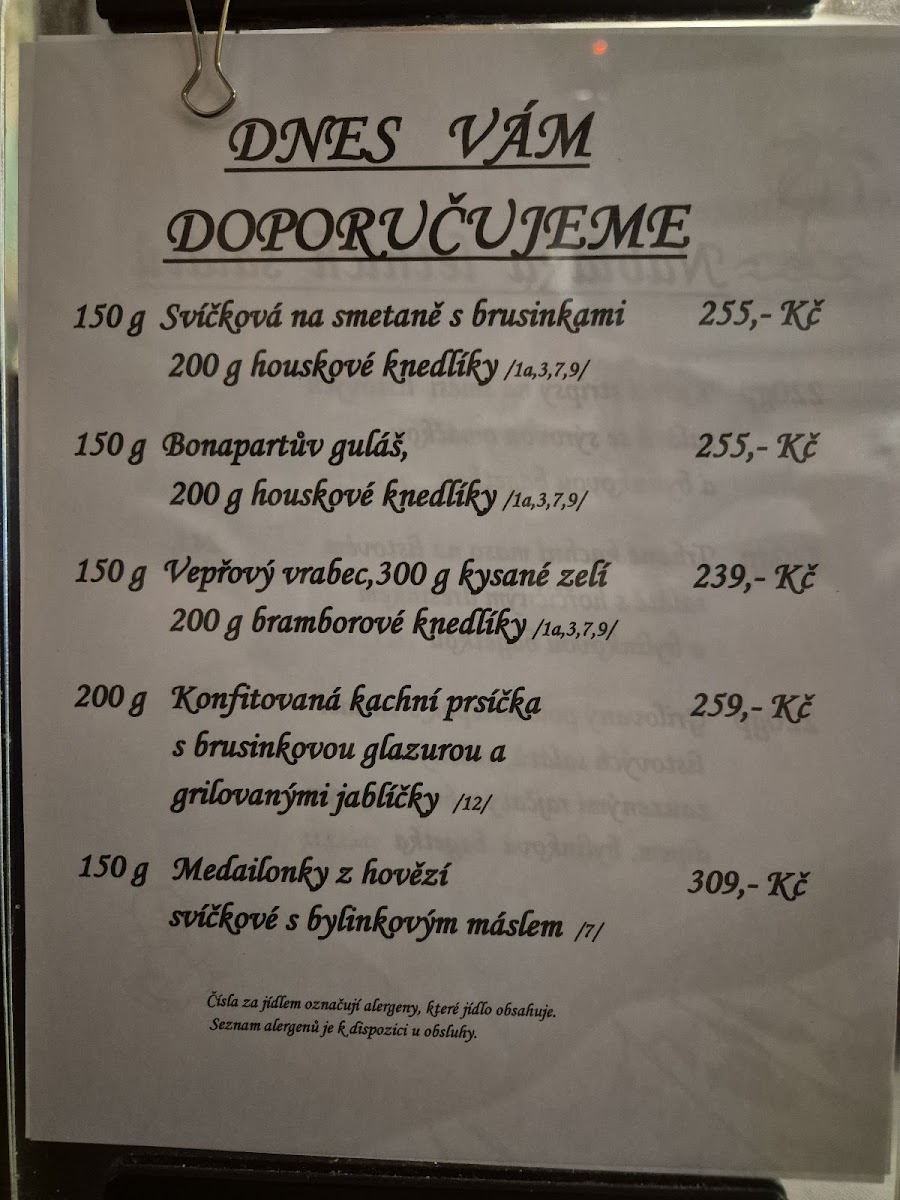 DNES VÁM
DOPORUČUJEME
150 g Svíčková na smetaně s brusinkami 255,- Kč
200 g houskové knedlíky /1a,3,7,9/
150 g Bonapartův guláš, 255,- Kč
200 g houskové knedlíky /1a,3,7,9/
150 g Vepřový vrabec,300 g kysané zelí 239,- Kč
200 g bramborové knedlíky /1a,3,7,9/
200 g Konfitovaná kachní prsíčka 259,- Kč
s brusinkovou glazurou a
grilovanými jablíčky /12/
150 g Medailonky z hovězí 309,- Kč
svíčkové s bylinkovým máslem /7/
Čísla za jídlem označují alergeny, které jídlo obsahuje.
Seznam alergenů je k dispozici u obsluhy.